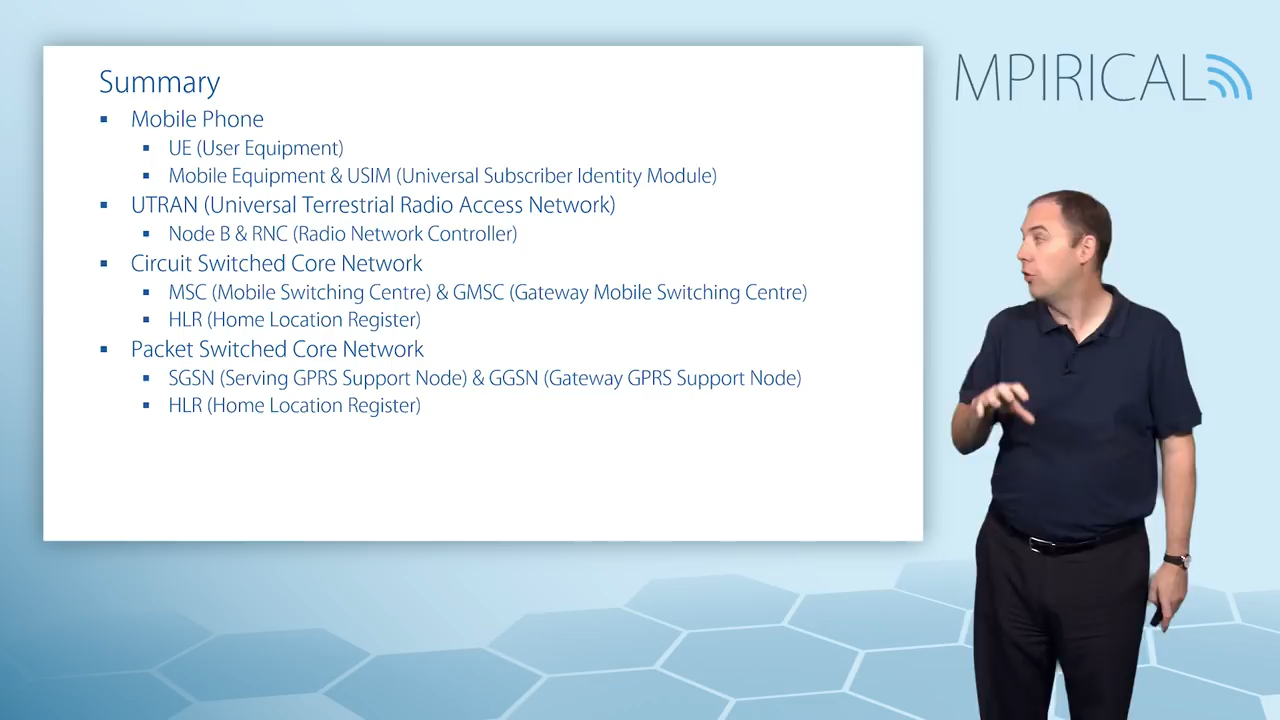 Summary
▪ Mobile Phone
▪ UE (User Equipment)
▪ Mobile Equipment & USIM (Universal Subscriber Identity Module)
▪ UTRAN (Universal Terrestrial Radio Access Network)
▪ Node B & RNC (Radio Network Controller)
▪ Circuit Switched Core Network
▪ MSC (Mobile Switching Centre) & GMSC (Gateway Mobile Switching Centre)
▪ HLR (Home Location Register)
▪ Packet Switched Core Network
▪ SGSN (Serving GPRS Support Node) & GGSN (Gateway GPRS Support Node)
▪ HLR (Home Location Register)
MPIRICAL